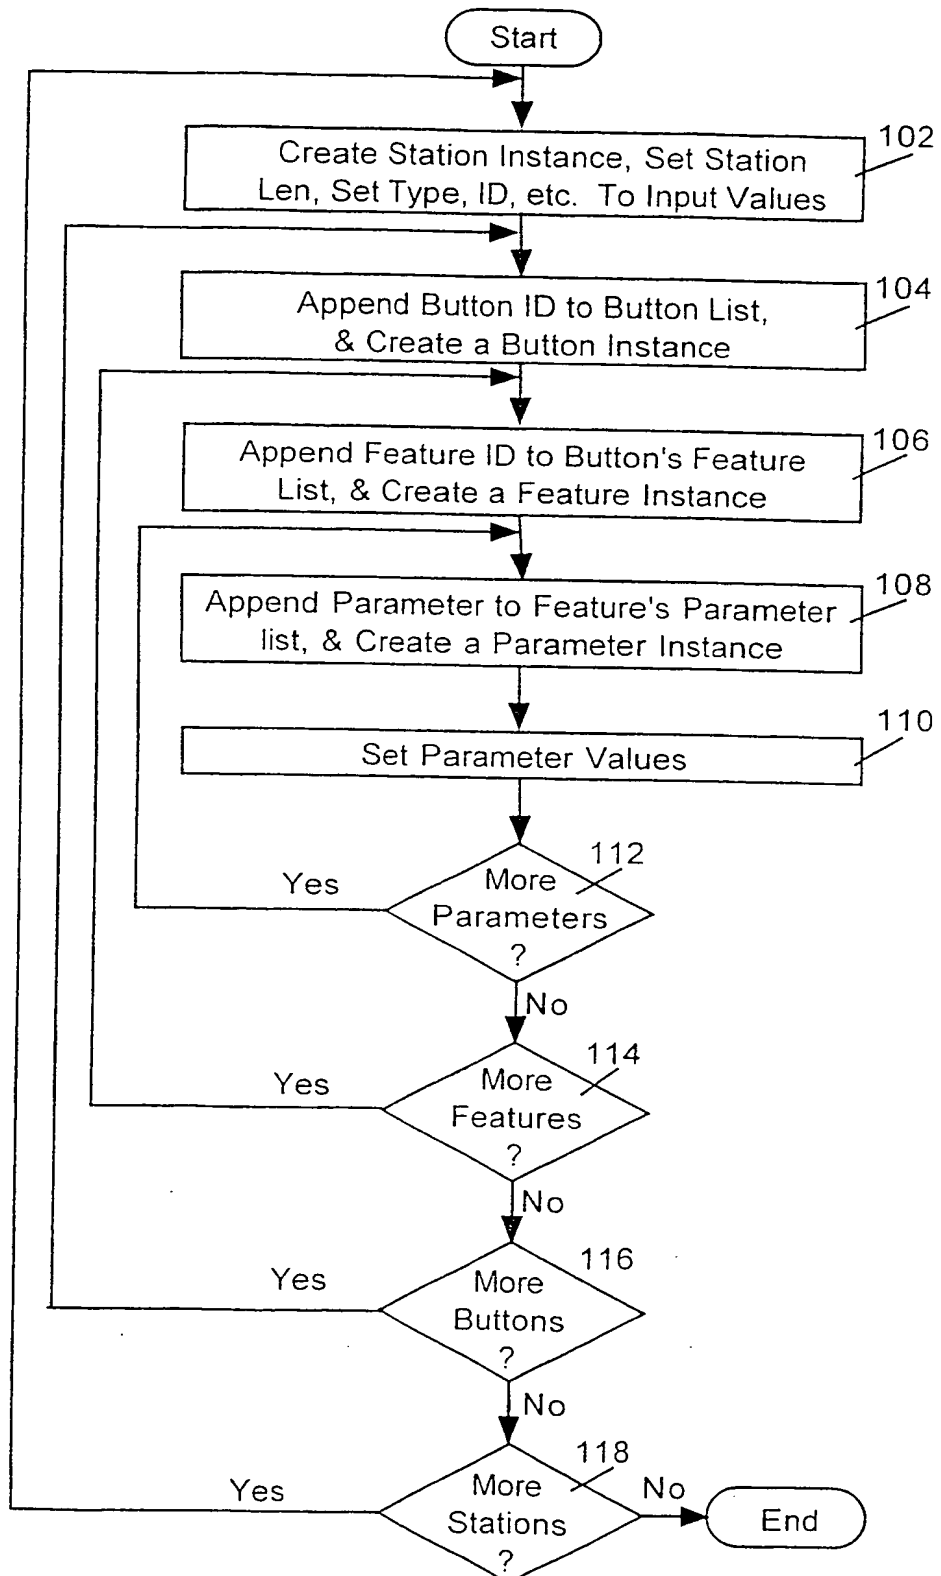 Start
102
Create Station Instance, Set Station
Len, Set Type, ID, etc. To Input Values
104
Append Button ID to Button List,
& Create a Button Instance
106
Append Feature ID to Button's Feature
List, & Create a Feature Instance
108
Append Parameter to Feature's Parameter
list, & Create a Parameter Instance
110
Set Parameter Values
112
Yes
More
Parameters
?
No
114
Yes
More
Features
?
No
116
Yes
More
Buttons
?
No
118
Yes
More
Stations
?
No
End